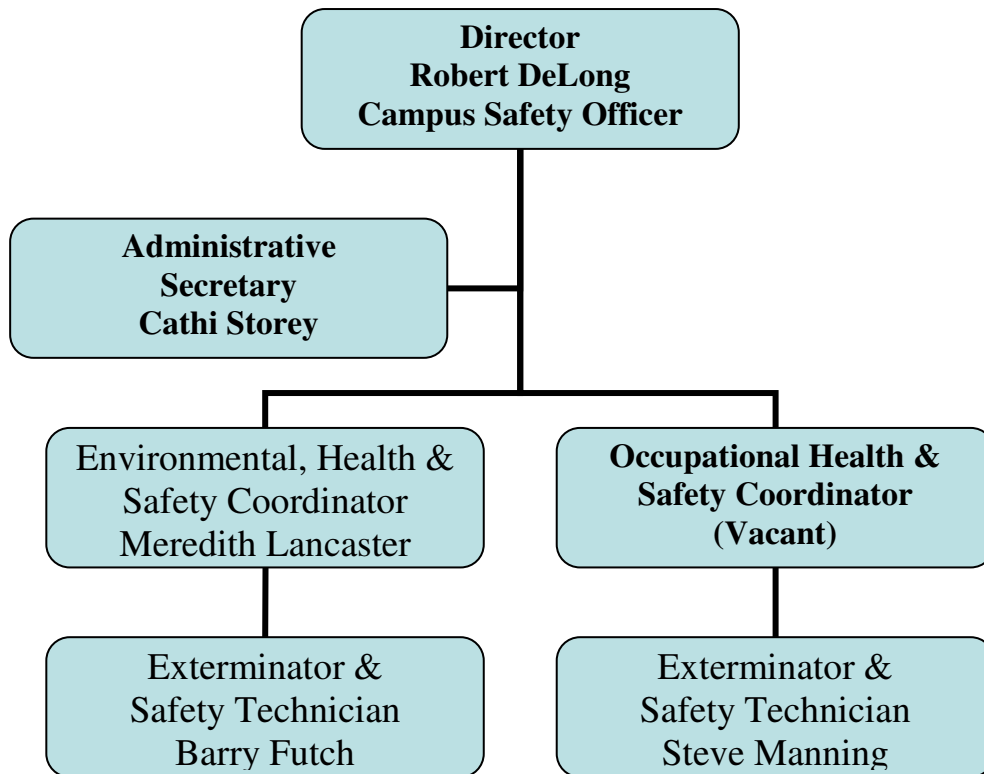 Director
Robert DeLong
Campus Safety Officer
Administrative
Secretary
Cathi Storey
Environmental, Health &
Safety Coordinator
Meredith Lancaster
Occupational Health &
Safety Coordinator
(Vacant)
Exterminator &
Safety Technician
Barry Futch
Exterminator &
Safety Technician
Steve Manning